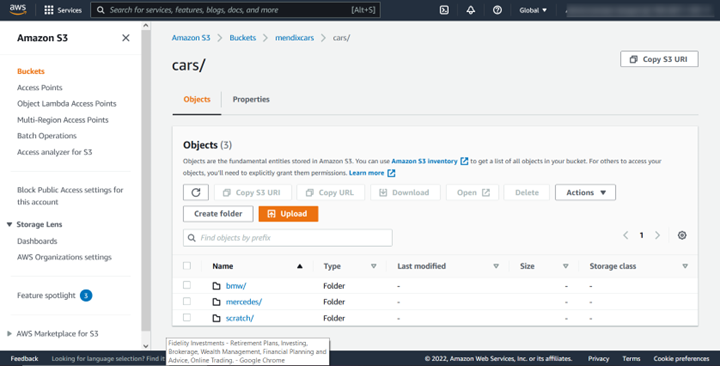 aws
Services
Search for services, features, blogs, docs, and more
[Alt+S]
Global
Amazon S3
Buckets
Access Points
Object Lambda Access Points
Multi-Region Access Points
Batch Operations
Access analyzer for S3
Block Public Access settings for
this account
Storage Lens
Dashboards
AWS Organizations settings
Feature spotlight 3
AWS Marketplace for S3
Amazon S3 > Buckets > mendixcars > cars/
cars/
Copy S3 URI
Objects
Properties
Objects (3)
Objects are the fundamental entities stored in Amazon S3. You can use Amazon S3 inventory to get a list of all objects in your bucket. For others to access your
objects, you'll need to explicitly grant them permissions. Learn more
Copy S3 URI
Copy URL
Download
Open
Delete
Actions
Create folder
Upload
Find objects by prefix
1
Name Type Last modified Size Storage class
bmw/ Folder - - -
mercedes/ Folder - - -
scratch/ Folder - - -
Fidelity Investments - Retirement Plans, Investing,
Brokerage, Wealth Management, Financial Planning and
Advice, Online Trading. - Google Chrome
Feedback
Looking for language selection? Find it
© 2022, Amazon Web Services, Inc. or its affiliates.
Privacy
Terms
Cookie preferences